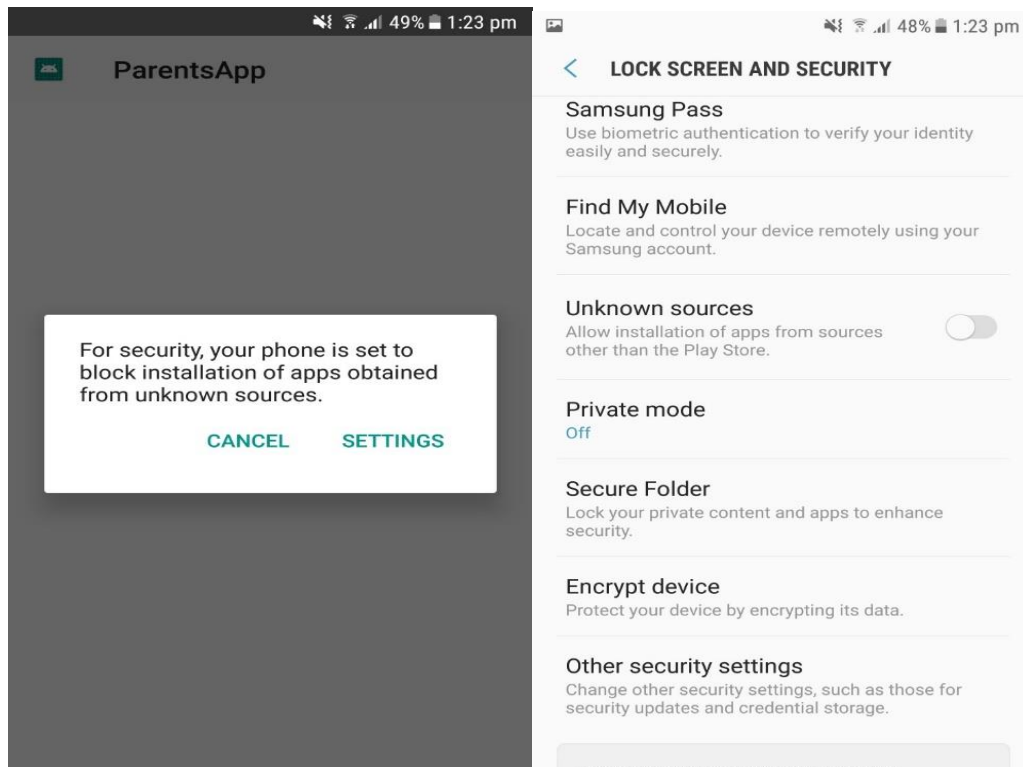 49% 1:23 pm
ParentsApp
For security, your phone is set to
block installation of apps obtained
from unknown sources.
CANCEL SETTINGS
48% 1:23 pm
LOCK SCREEN AND SECURITY
Samsung Pass
Use biometric authentication to verify your identity
easily and securely.
Find My Mobile
Locate and control your device remotely using your
Samsung account.
Unknown sources
Allow installation of apps from sources
other than the Play Store.
Private mode
Off
Secure Folder
Lock your private content and apps to enhance
security.
Encrypt device
Protect your device by encrypting its data.
Other security settings
Change other security settings, such as those for
security updates and credential storage.